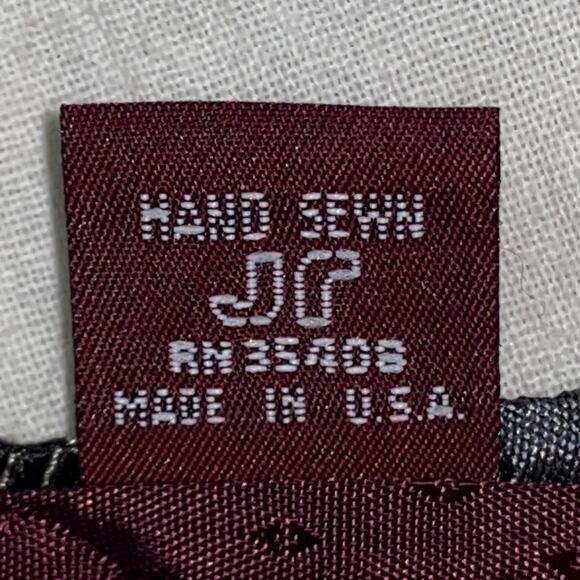 HAND SEWN
JP
RN 35408
MADE IN U.S.A.